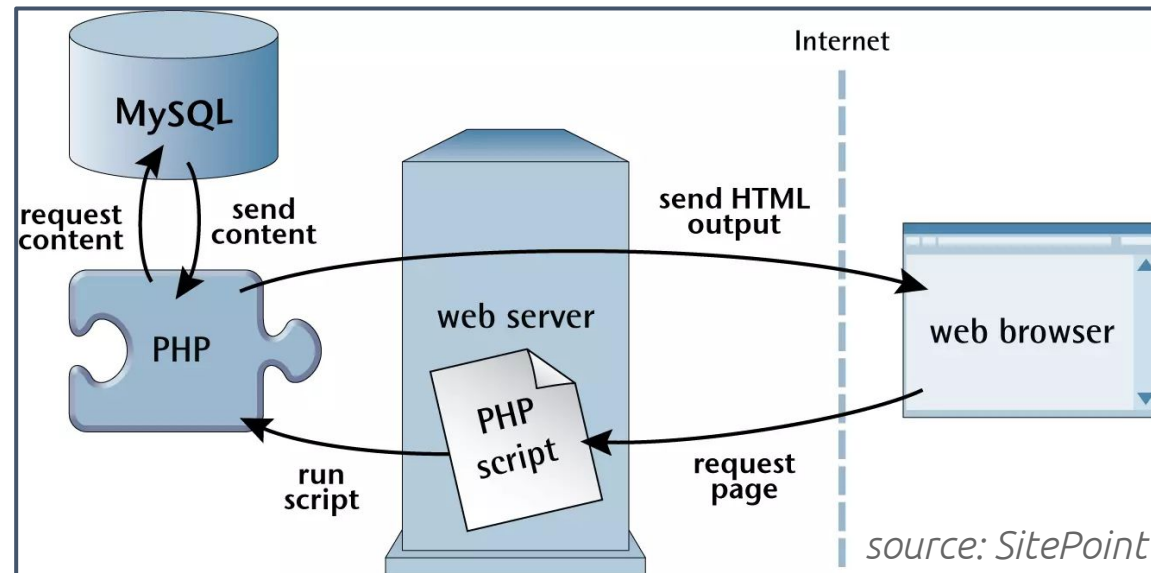 Internet
MySQL
request
content
send
content
send HTML
output
PHP
web server
web browser
PHP
script
run
script
request
page
source: SitePoint